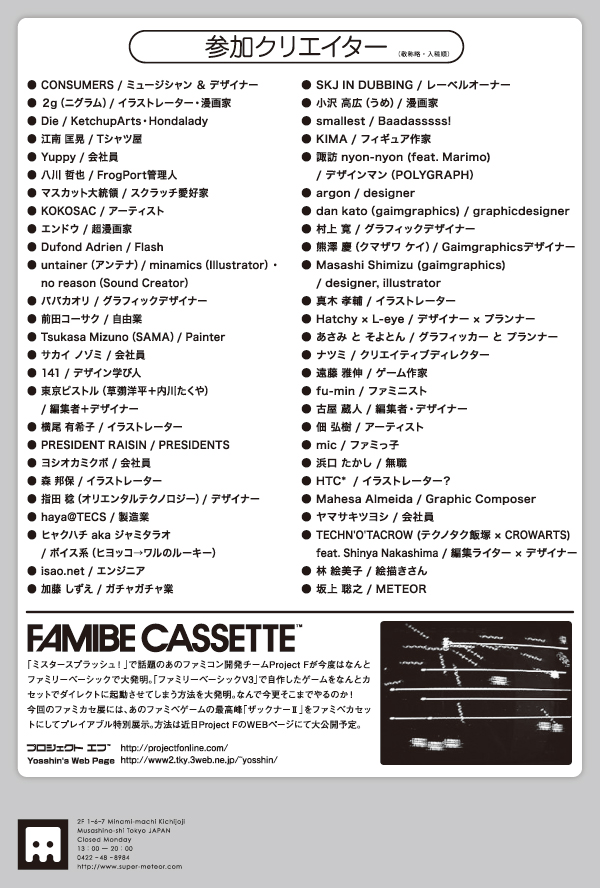 参加クリエイター (敬称略・入稿順)
● CONSUMERS / ミュージシャン & デザイナー
● 2g (ニグラム) / イラストレーター・漫画家
● Die / KetchupArts・Hondalady
● 江南 匡晃 / Tシャツ屋
● Yuppy / 会社員
● 八川 哲也 / FrogPort管理人
● マスカット大統領 / スクラッチ愛好家
● KOKOSAC / アーティスト
● エンドウ / 超漫画家
● Dufond Adrien / Flash
● untainer (アンテナ) / minamics (Illustrator) ・
no reason (Sound Creator)
● パパカオリ / グラフィックデザイナー
● 前田コーサク / 自由業
● Tsukasa Mizuno (SAMA) / Painter
● サカイ ノゾミ / 会社員
● 141 / デザイン学び人
● 東京ピストル (草彅洋平+内川たくや)
/ 編集者+デザイナー
● 横尾 有希子 / イラストレーター
● PRESIDENT RAISIN / PRESIDENTS
● ヨシオカミクボ / 会社員
● 森 邦保 / イラストレーター
● 指田 稔 (オリエンタルテクノロジー) / デザイナー
● haya@TECS / 製造業
● ヒャクハチ aka ジャミタラオ
/ ボイス系 (ヒヨッコ→ワルのルーキー)
● isao.net / エンジニア
● 加藤 しずえ / ガチャガチャ業
● SKJ IN DUBBING / レーベルオーナー
● 小沢 高広 (うめ) / 漫画家
● smallest / Baadasssss!
● KIMA / フィギュア作家
● 諏訪 nyon-nyon (feat. Marimo)
/ デザインマン (POLYGRAPH)
● argon / designer
● dan kato (gaimgraphics) / graphicdesigner
● 村上 寛 / グラフィックデザイナー
● 熊澤 慶 (クマザワ ケイ) / Gaimgraphicsデザイナー
● Masashi Shimizu (gaimgraphics)
/ designer, illustrator
● 真木 孝輔 / イラストレーター
● Hatchy × L-eye / デザイナー × プランナー
● あさみ と そよとん / グラフィッカー と プランナー
● ナツミ / クリエイティブディレクター
● 遠藤 雅伸 / ゲーム作家
● fu-min / ファミニスト
● 古屋 蔵人 / 編集者・デザイナー
● 佃 弘樹 / アーティスト
● mic / ファミっ子
● 浜口 たかし / 無職
● HTC* / イラストレーター?
● Mahesa Almeida / Graphic Composer
● ヤマサキツヨシ / 会社員
● TECHN'O'TACROW (テクノタク飯塚 × CROWARTS)
feat. Shinya Nakashima / 編集ライター × デザイナー
● 林 絵美子 / 絵描きさん
● 坂上 聡之 / METEOR
FAMIBE CASSETTE™
「ミスタースプラッシュ!」で話題のあのファミコン開発チームProject Fが今度はなんと
ファミリーベーシックで大発明。「ファミリーベーシックV3」で自作したゲームをなんとカ
セットでダイレクトに起動させてしまう方法を大発明。なんで今更そこまでやるのか!
今回のファミカセ展には、あのファミベゲームの最高峰「ザックナーⅡ」をファミベカセッ
トにしてプレイアブル特別展示。方法は近日Project FのWEBページにて大公開予定。
プロジェクト エフ™ http://projectfonline.com/
Yosshin's Web Page http://www2.tky.3web.ne.jp/~yosshin/
2F 1-6-7 Minami-machi Kichijoji
Musashino-shi Tokyo JAPAN
Closed Monday
13:00 ー 20:00
0422-48-8984
http://www.super-meteor.com